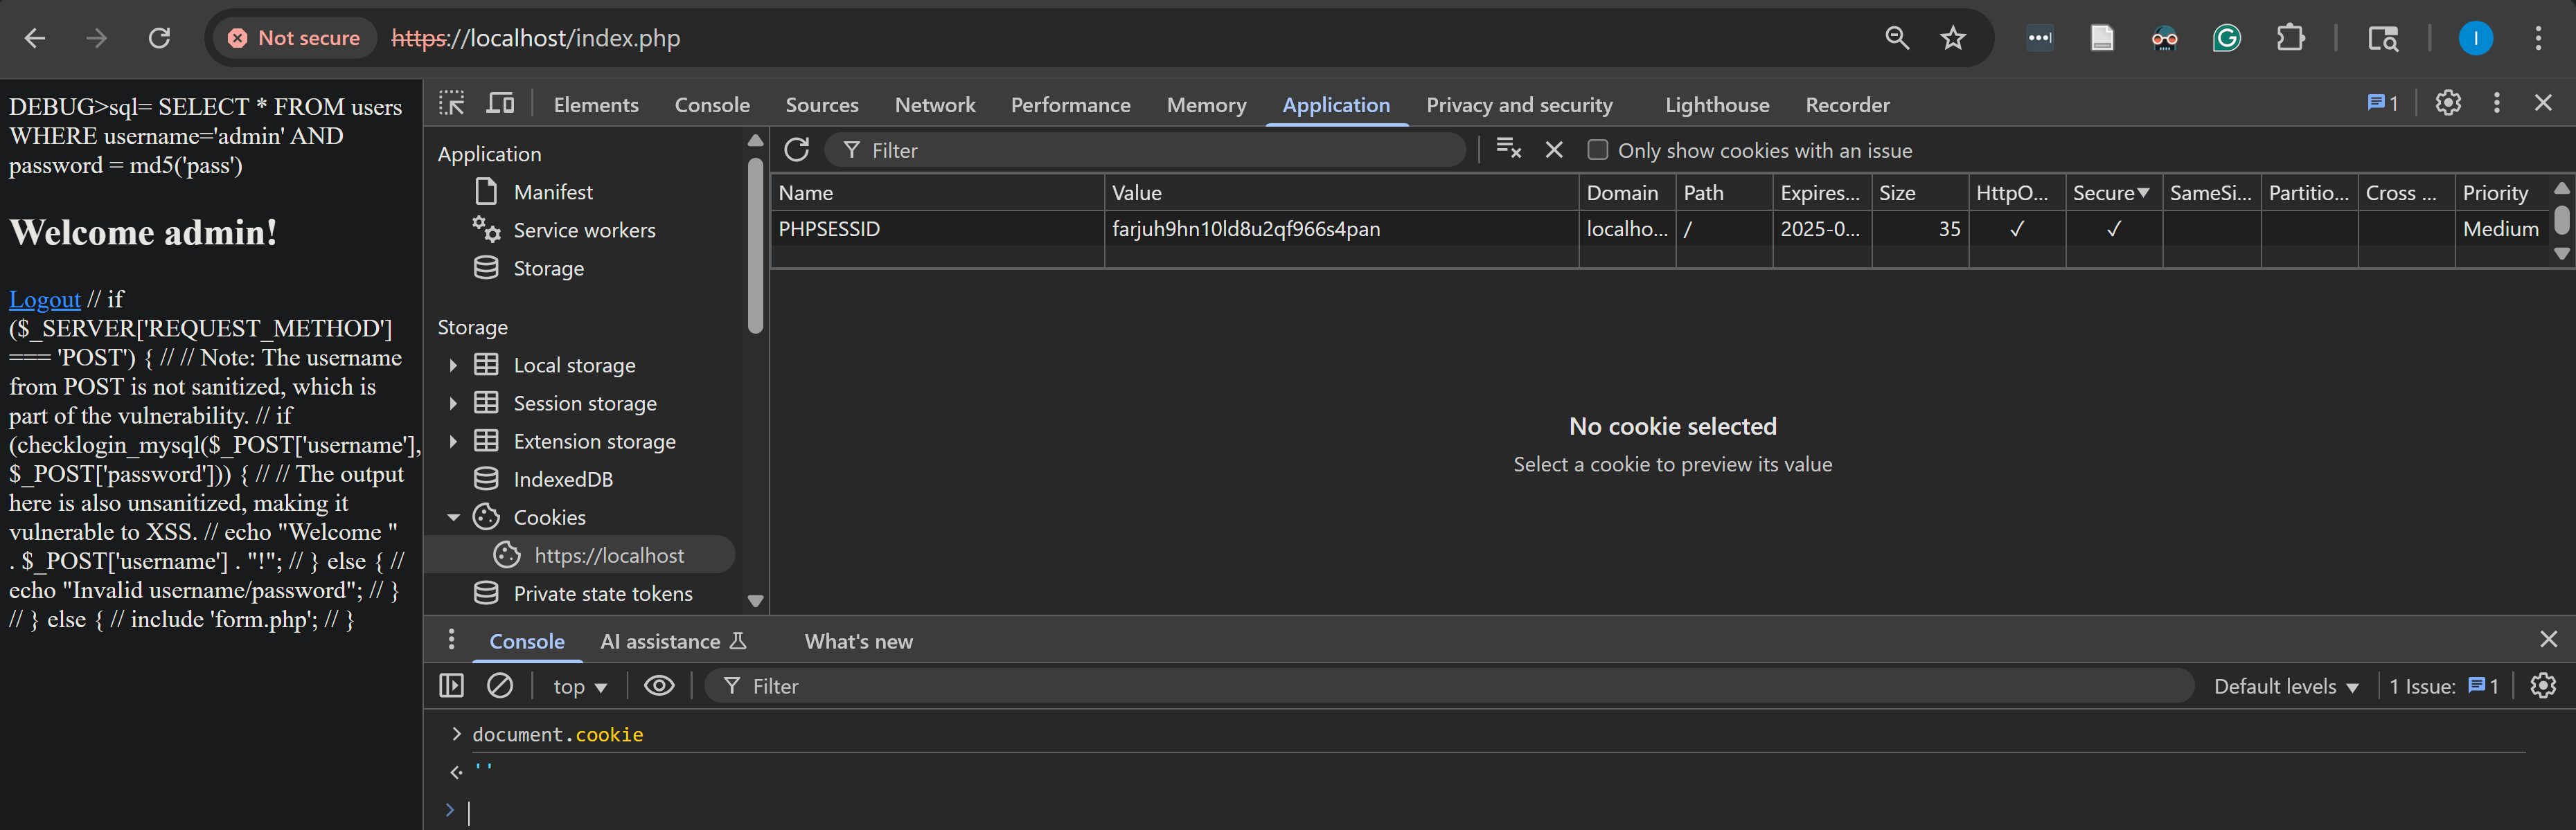 Not secure https://localhost/index.php
DEBUG>sql= SELECT * FROM users
WHERE username='admin' AND
password = md5('pass')
Welcome admin!
Logout // if
($_SERVER['REQUEST_METHOD']
=== 'POST') { // // Note: The username
from POST is not sanitized, which is
part of the vulnerability. // if
(checklogin_mysql($_POST['username'],
$_POST['password'])) { // // The output
here is also unsanitized, making it
vulnerable to XSS. // echo "Welcome "
. $_POST['username'] . "!"; // } else { //
echo "Invalid username/password"; // }
// } else { // include 'form.php'; // }
Elements Console Sources Network Performance Memory Application Privacy and security Lighthouse Recorder 1
Application
Manifest
Service workers
Storage
Storage
Local storage
Session storage
Extension storage
IndexedDB
Cookies
https://localhost
Private state tokens
Filter Only show cookies with an issue
Name Value Domain Path Expires... Size HttpO... Secure▼ SameSi... Partitio... Cross ... Priority
PHPSESSID farjuh9hn10ld8u2qf966s4pan localho... / 2025-0... 35 ✓ ✓ Medium
No cookie selected
Select a cookie to preview its value
Console AI assistance What's new
top ▼ Filter Default levels ▼ 1 Issue: 1
> document.cookie
''
>
I